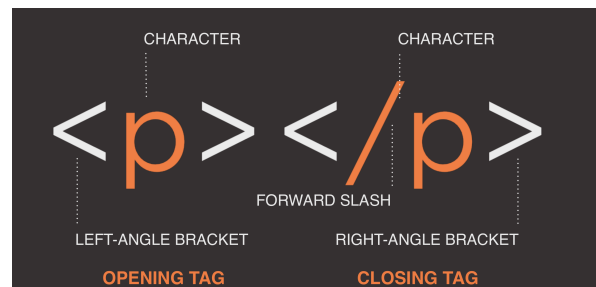 CHARACTER CHARACTER
<p> </p>
FORWARD SLASH
LEFT-ANGLE BRACKET RIGHT-ANGLE BRACKET
OPENING TAG CLOSING TAG